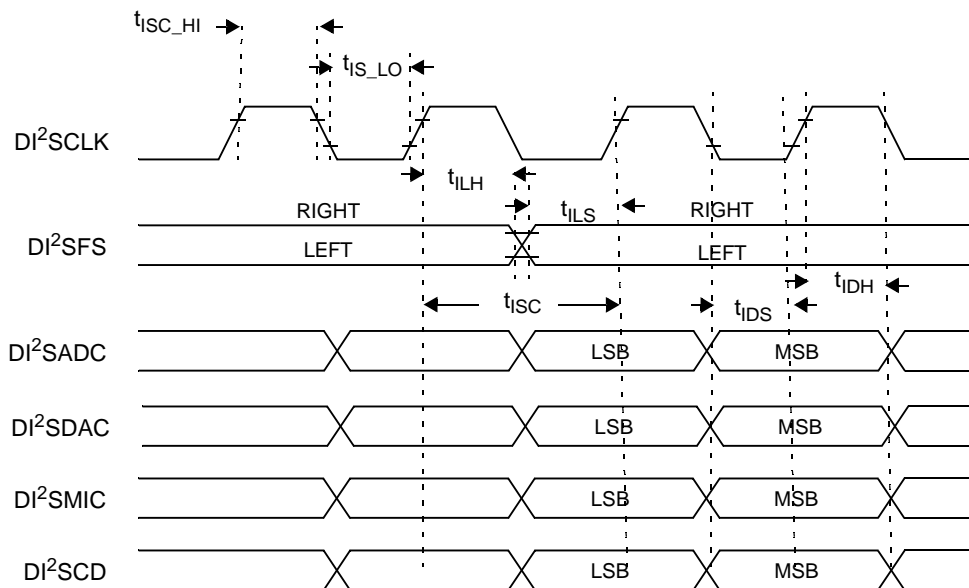 tISC_HI
tIS_LO
DI²SCLK
tILH
tILS
RIGHT
RIGHT
DI²SFS
LEFT
LEFT
tISC
tIDS
tIDH
DI²SADC
LSB
MSB
DI²SDAC
LSB
MSB
DI²SMIC
LSB
MSB
DI²SCD
LSB
MSB